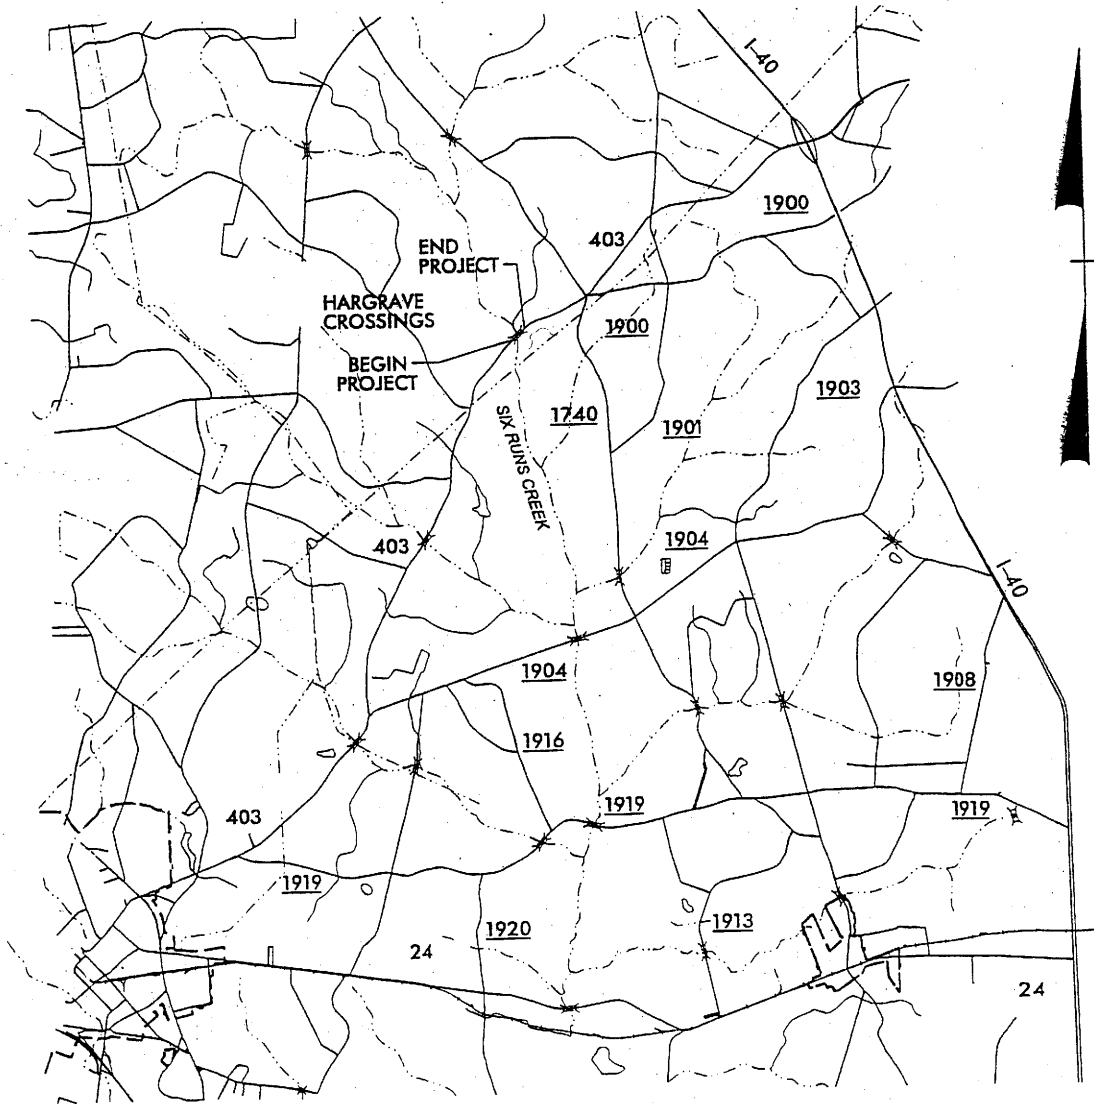 I-40
1900
403
END
PROJECT
HARGRAVE
CROSSINGS
1900
BEGIN
PROJECT
1903
SIX RUNS CREEK
1740
1901
403
1904
I-40
1904
1908
1916
1919
1919
403
1919
1920
1913
24
24